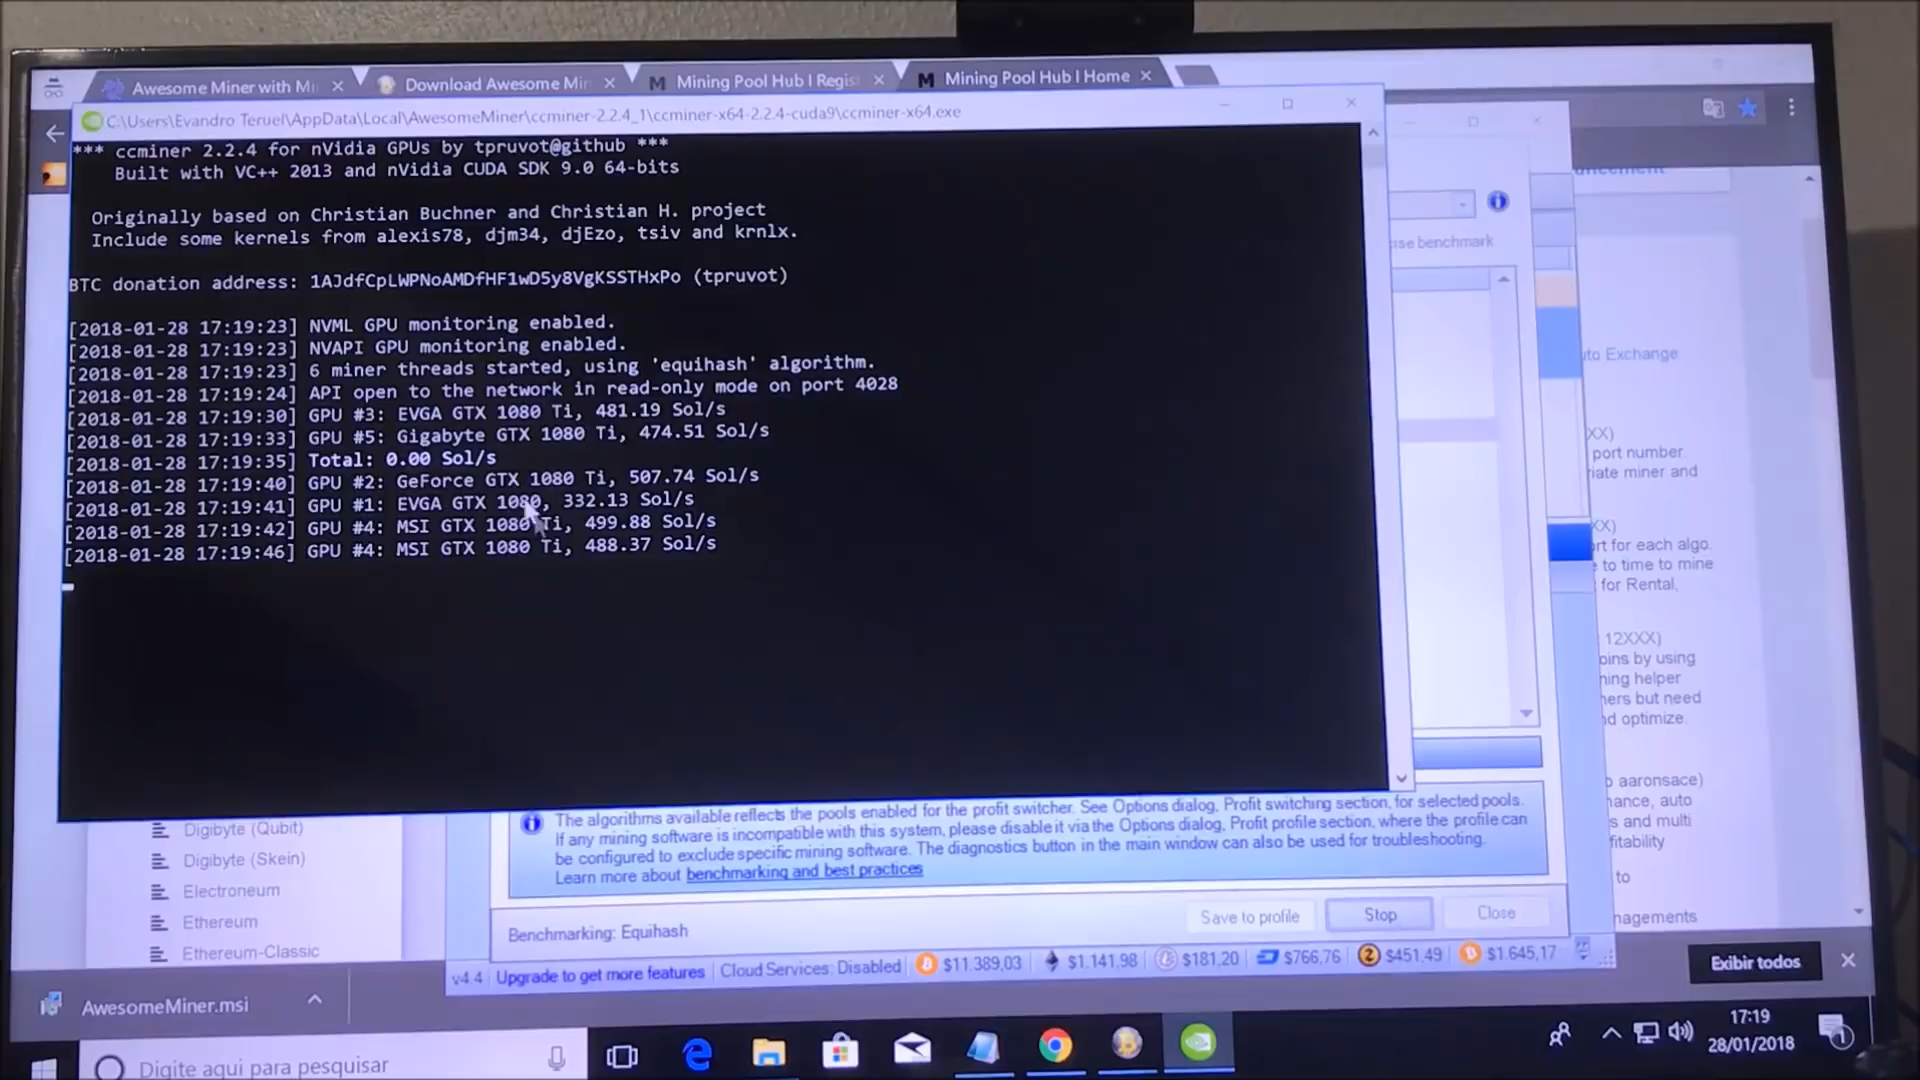 Awesome Miner with Mi
Download Awesome Min
Mining Pool Hub | Regis
Mining Pool Hub | Home
C:\Users\Evandro Teruel\AppData\Local\AwesomeMiner\ccminer-2.2.4_1\ccminer-x64-2.2.4-cuda9\ccminer-x64.exe
*** ccminer 2.2.4 for nVidia GPUs by tpruvot@github ***
Built with VC++ 2013 and nVidia CUDA SDK 9.0 64-bits
Originally based on Christian Buchner and Christian H. project
Include some kernels from alexis78, djm34, djEzo, tsiv and krnlx.
BTC donation address: 1AJdfCpLWPNoAMDfHF1wD5y8VgKSSTHxPo (tpruvot)
[2018-01-28 17:19:23] NVML GPU monitoring enabled.
[2018-01-28 17:19:23] NVAPI GPU monitoring enabled.
[2018-01-28 17:19:23] 6 miner threads started, using 'equihash' algorithm.
[2018-01-28 17:19:24] API open to the network in read-only mode on port 4028
[2018-01-28 17:19:30] GPU #3: EVGA GTX 1080 Ti, 481.19 Sol/s
[2018-01-28 17:19:33] GPU #5: Gigabyte GTX 1080 Ti, 474.51 Sol/s
[2018-01-28 17:19:35] Total: 0.00 Sol/s
[2018-01-28 17:19:40] GPU #2: GeForce GTX 1080 Ti, 507.74 Sol/s
[2018-01-28 17:19:41] GPU #1: EVGA GTX 1080, 332.13 Sol/s
[2018-01-28 17:19:42] GPU #4: MSI GTX 1080 Ti, 499.88 Sol/s
[2018-01-28 17:19:46] GPU #4: MSI GTX 1080 Ti, 488.37 Sol/s
ise benchmark
uto Exchange
XX)
port number.
riate miner and
XX)
rt for each algo.
e to time to mine
for Rental,
12XXX)
oins by using
ning helper
ners but need
nd optimize.
o aaronsace)
nance, auto
s and multi
fitability
to
nagements
Digibyte (Qubit)
Digibyte (Skein)
Electroneum
Ethereum
Ethereum-Classic
The algorithms available reflects the pools enabled for the profit switcher. See Options dialog, Profit switching section, for selected pools.
If any mining software is incompatible with this system, please disable it via the Options dialog, Profit profile section, where the profile can
be configured to exclude specific mining software. The diagnostics button in the main window can also be used for troubleshooting.
Learn more about benchmarking and best practices
Benchmarking: Equihash
Save to profile
Stop
Close
v4.4 Upgrade to get more features Cloud Services: Disabled $11.389,03 $1.141,98 $181,20 $766,76 $451,49 $1.645,17
AwesomeMiner.msi
Exibir todos
Digite aqui para pesquisar
17:19
28/01/2018
1